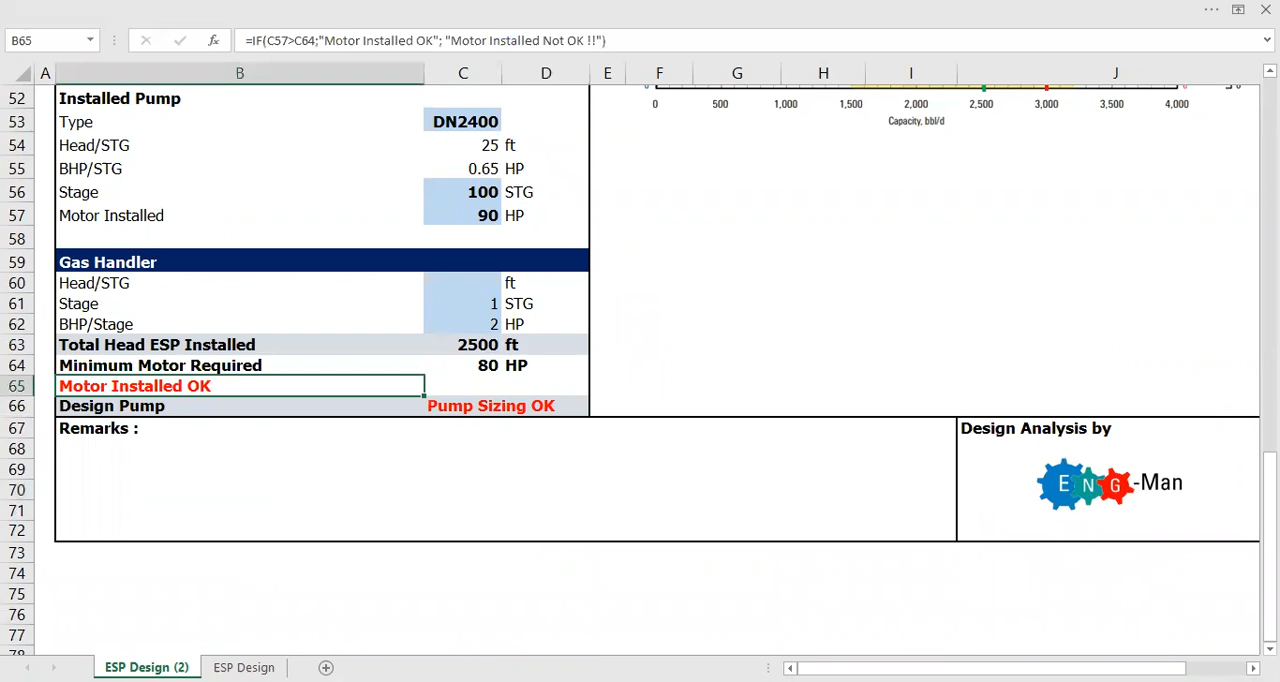 B65
fx
=IF(C57>C64;"Motor Installed OK"; "Motor Installed Not OK !!")
A B C D E F G H I J
52 Installed Pump
53 Type DN2400
54 Head/STG 25 ft
55 BHP/STG 0.65 HP
56 Stage 100 STG
57 Motor Installed 90 HP
58
59 Gas Handler
60 Head/STG ft
61 Stage 1 STG
62 BHP/Stage 2 HP
63 Total Head ESP Installed 2500 ft
64 Minimum Motor Required 80 HP
65 Motor Installed OK
66 Design Pump Pump Sizing OK
67 Remarks :
68
69
70
71
72
73
74
75
76
77
78
0 500 1,000 1,500 2,000 2,500 3,000 3,500 4,000
Capacity, bbl/d
Design Analysis by
ENG-Man
ESP Design (2) ESP Design